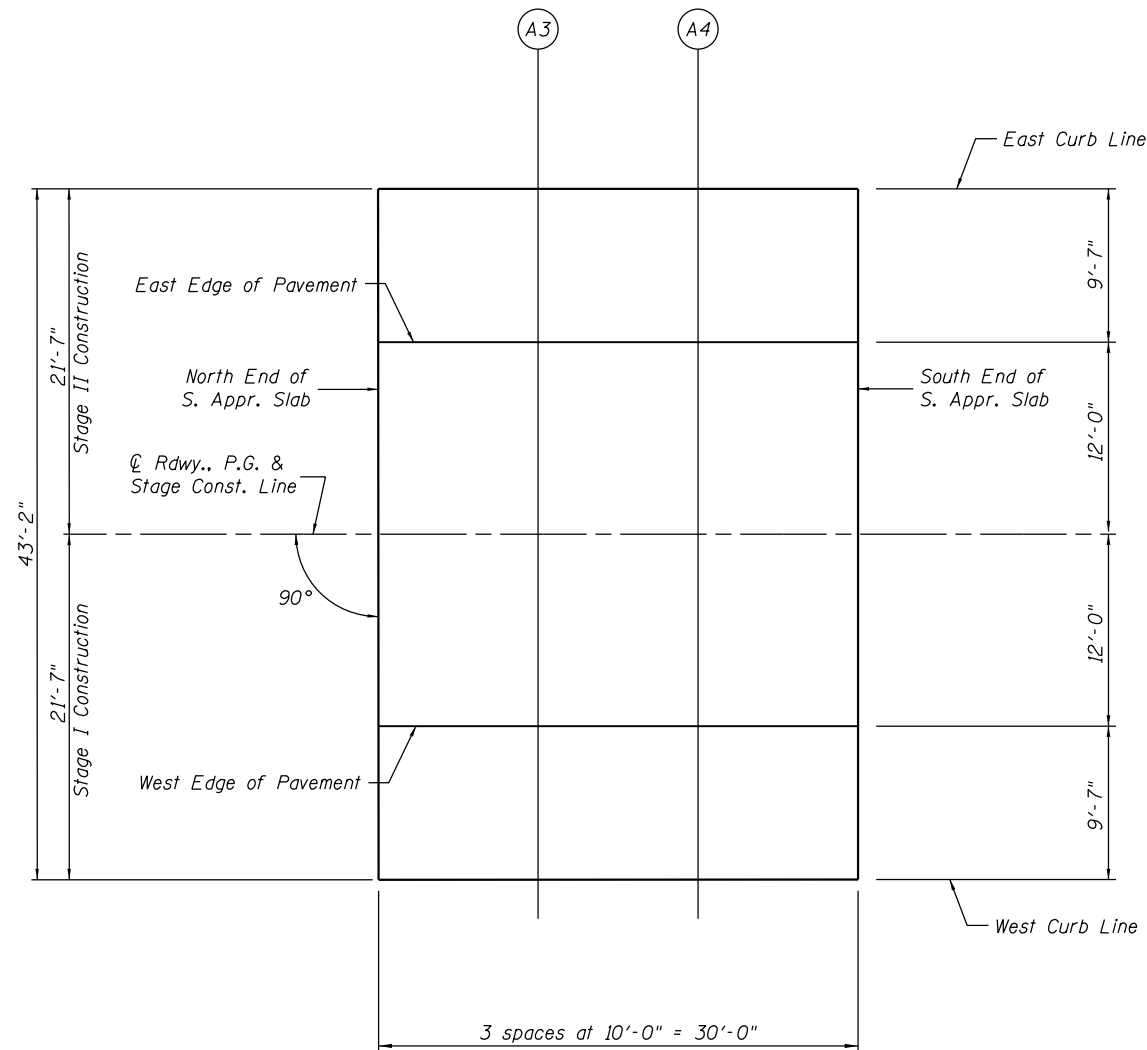 A3
A4
East Curb Line
East Edge of Pavement
9'-7"
21'-7"
Stage II Construction
North End of
S. Appr. Slab
South End of
S. Appr. Slab
12'-0"
℄ Rdwy., P.G. &
Stage Const. Line
43'-2"
90°
12'-0"
21'-7"
Stage I Construction
West Edge of Pavement
9'-7"
West Curb Line
3 spaces at 10'-0" = 30'-0"